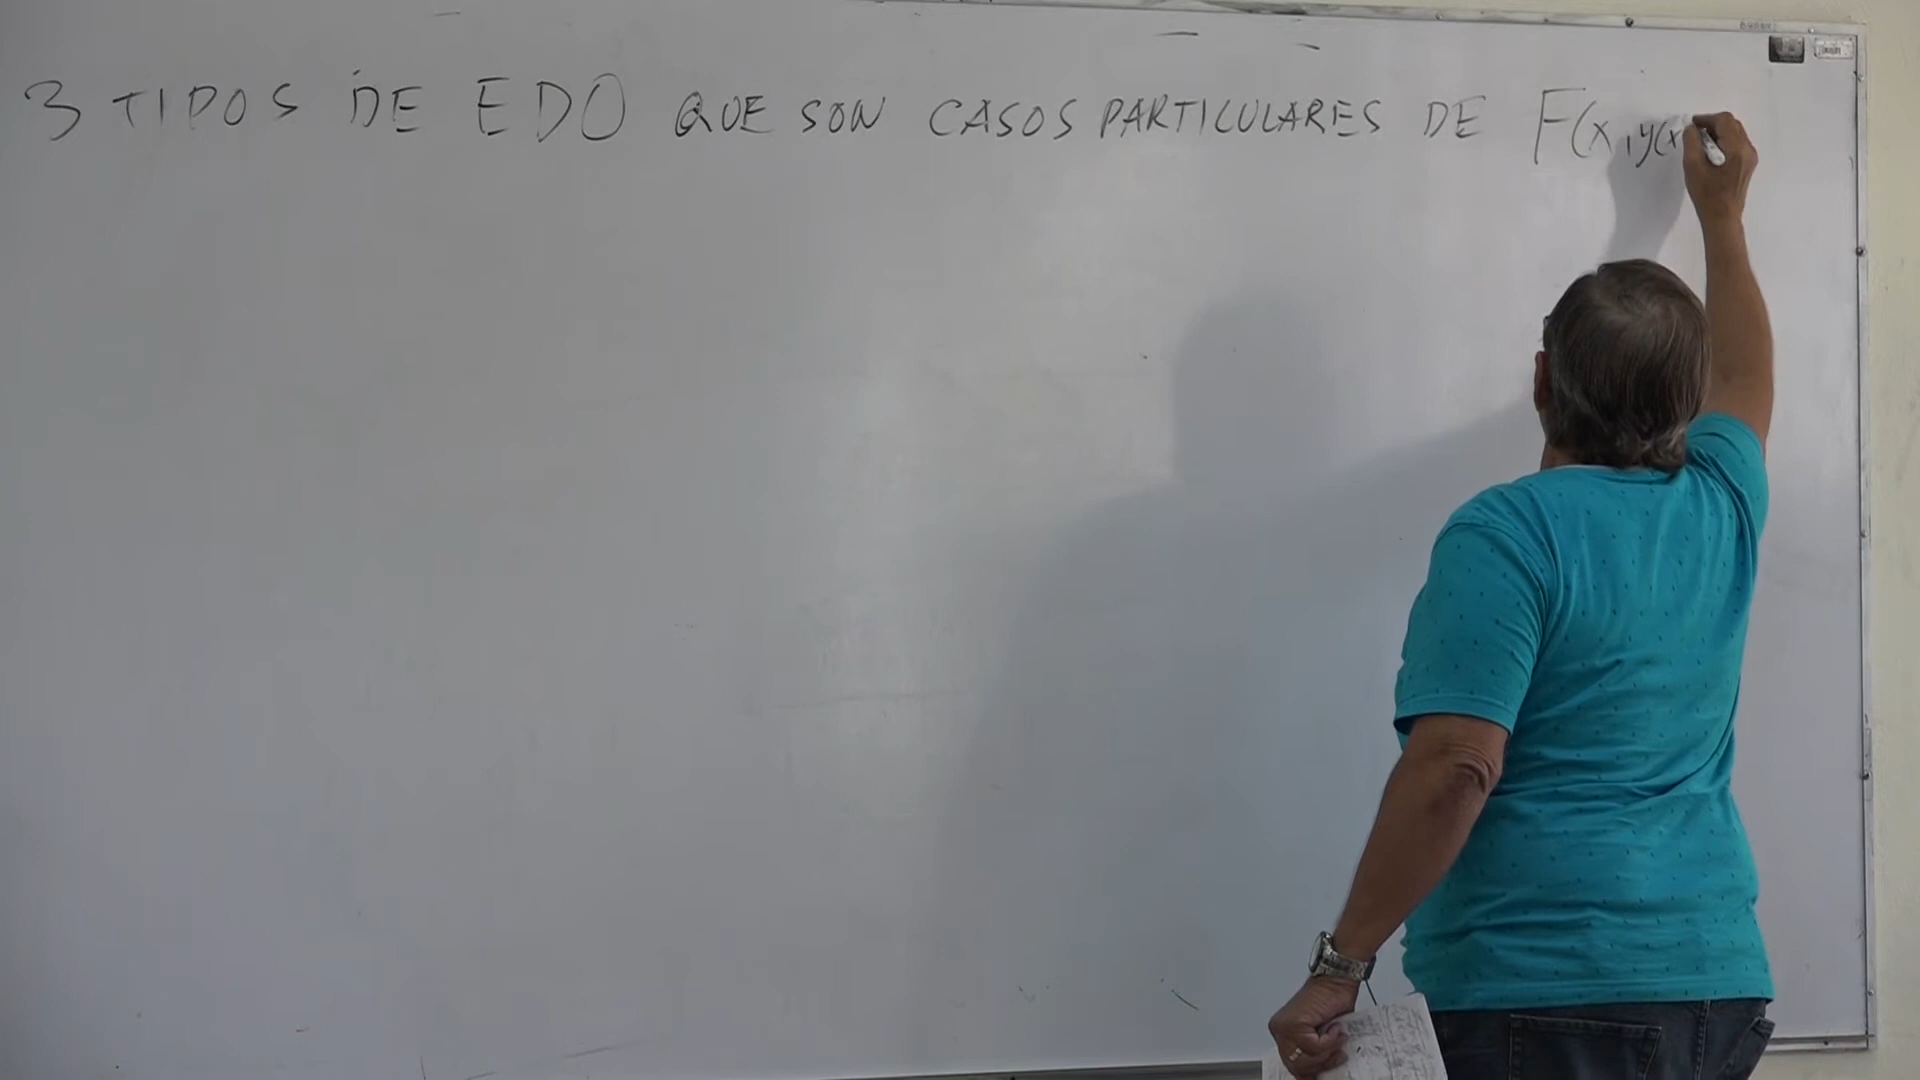 3 TIPOS DE EDO QUE SON CASOS PARTICULARES DE F(x, y(x